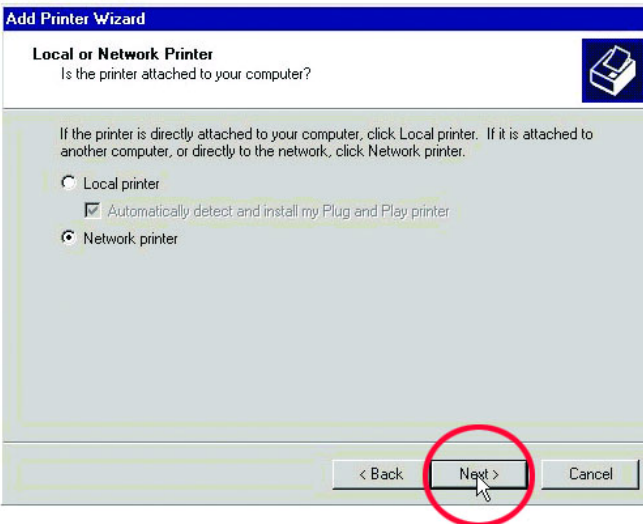 Add Printer Wizard
Local or Network Printer
Is the printer attached to your computer?
If the printer is directly attached to your computer, click Local printer. If it is attached to
another computer, or directly to the network, click Network printer.
Local printer
Automatically detect and install my Plug and Play printer
Network printer
< Back Next > Cancel